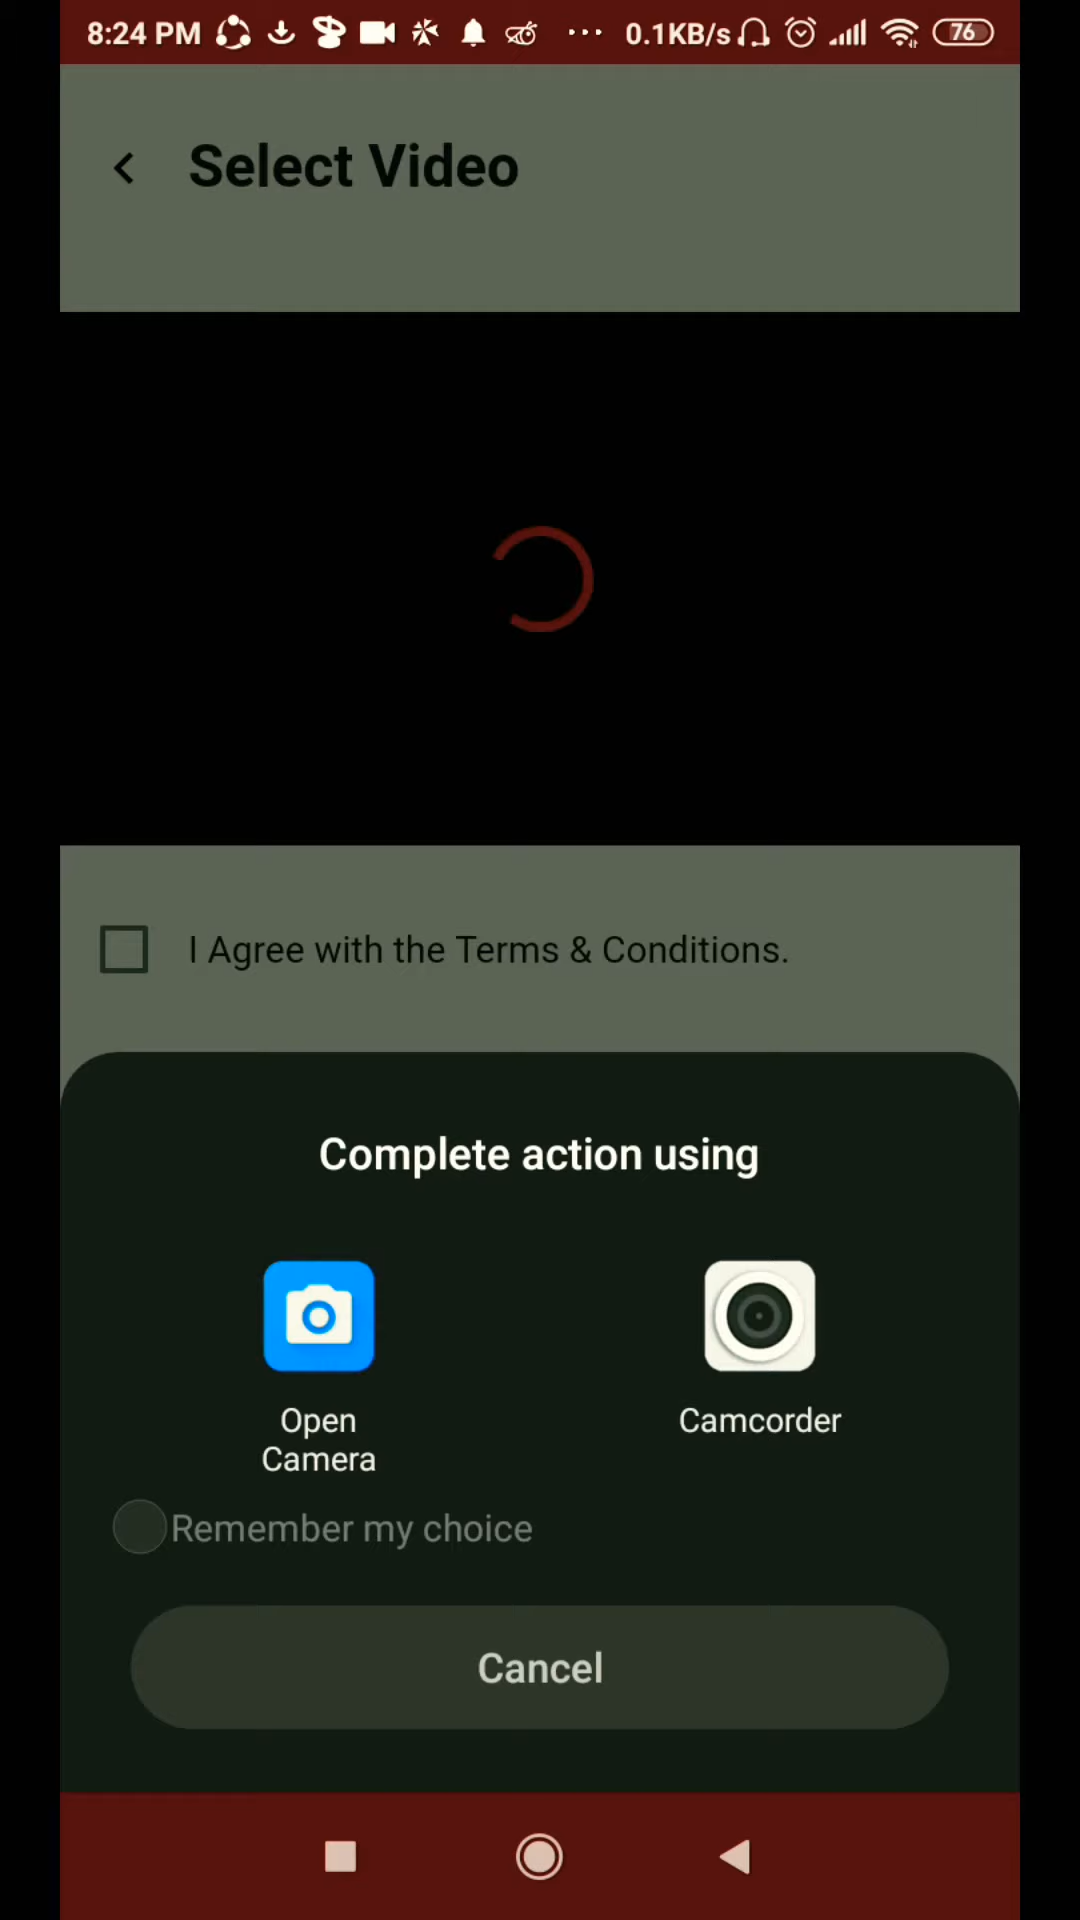 8:24 PM ... 0.1KB/s 76
Select Video
I Agree with the Terms & Conditions.
Complete action using
Open
Camera
Camcorder
Remember my choice
Cancel